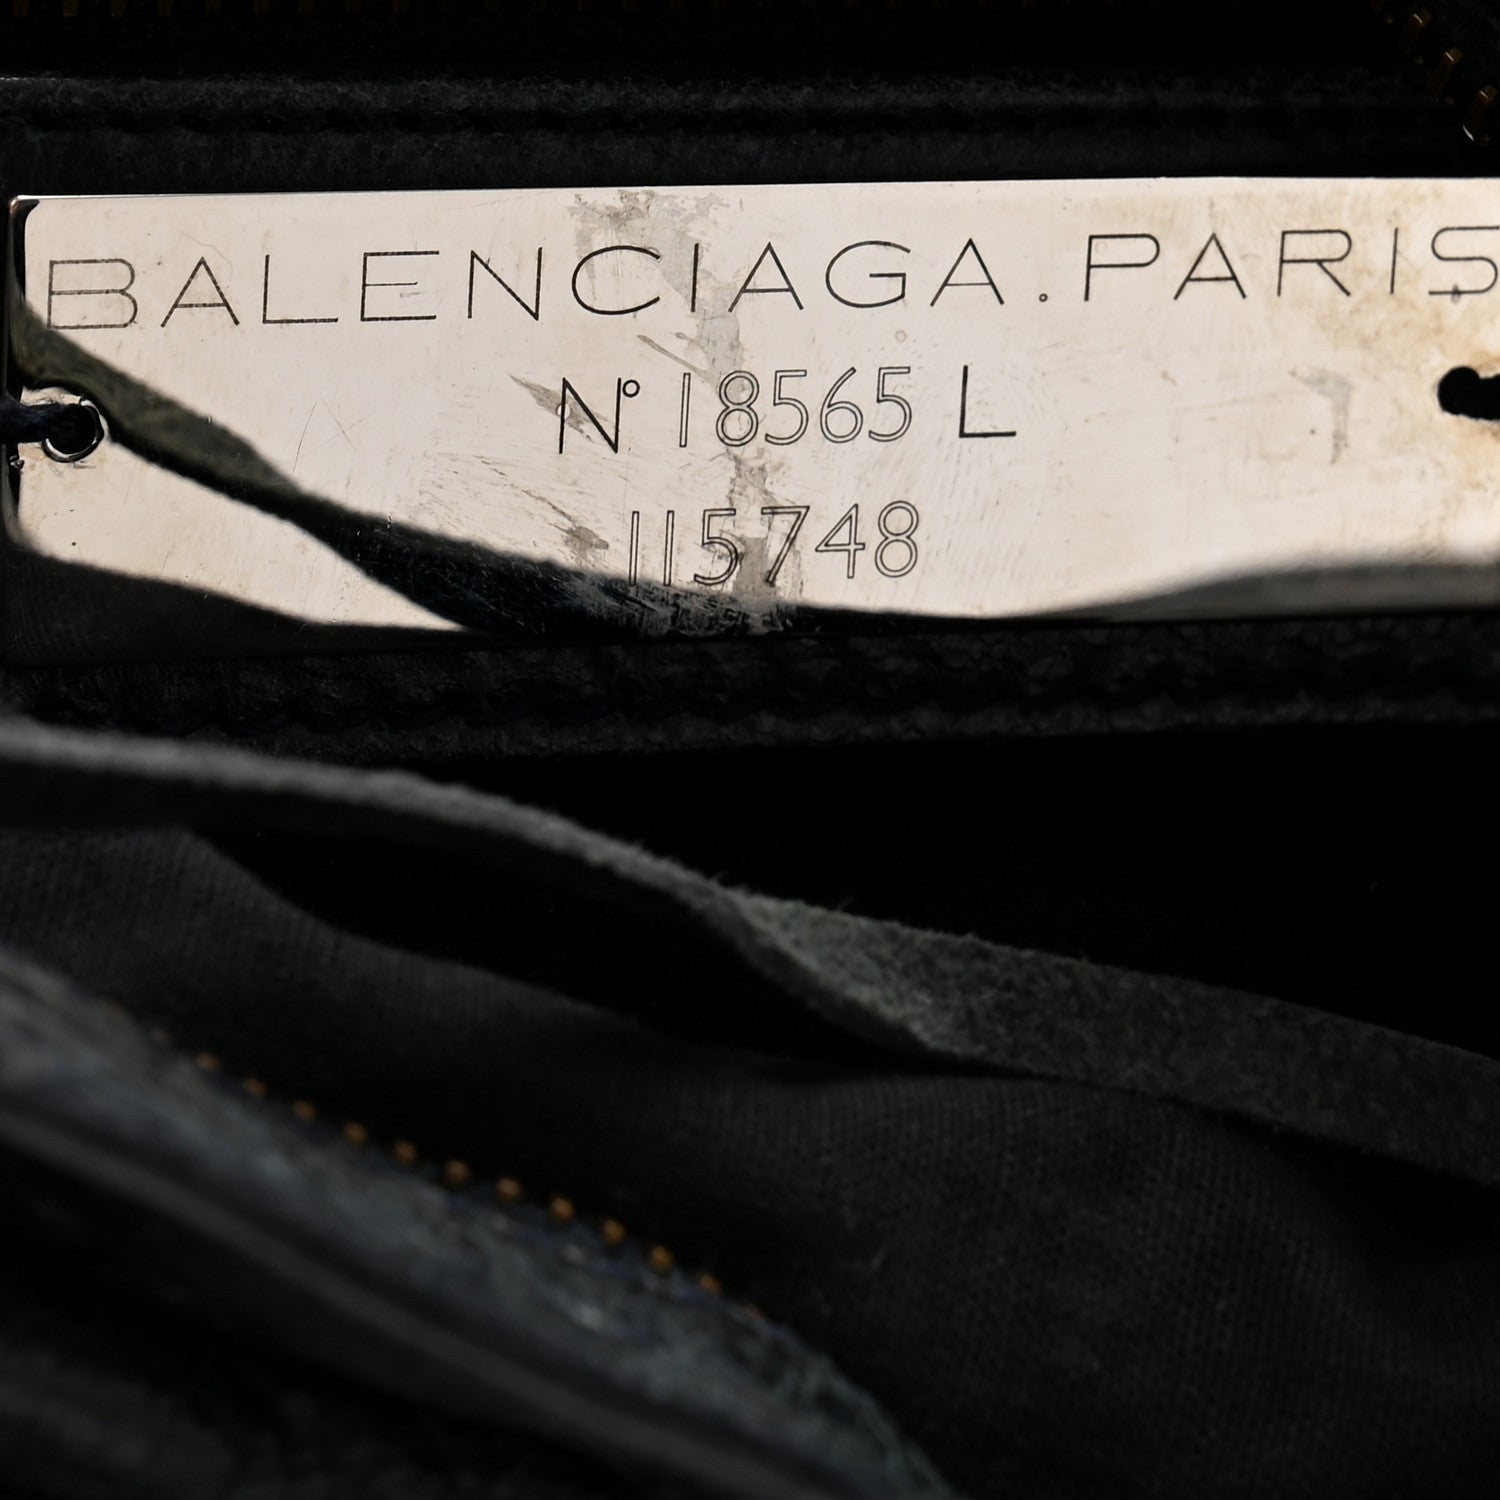 BALENCIAGA.PARIS
N° 18565 L
115748